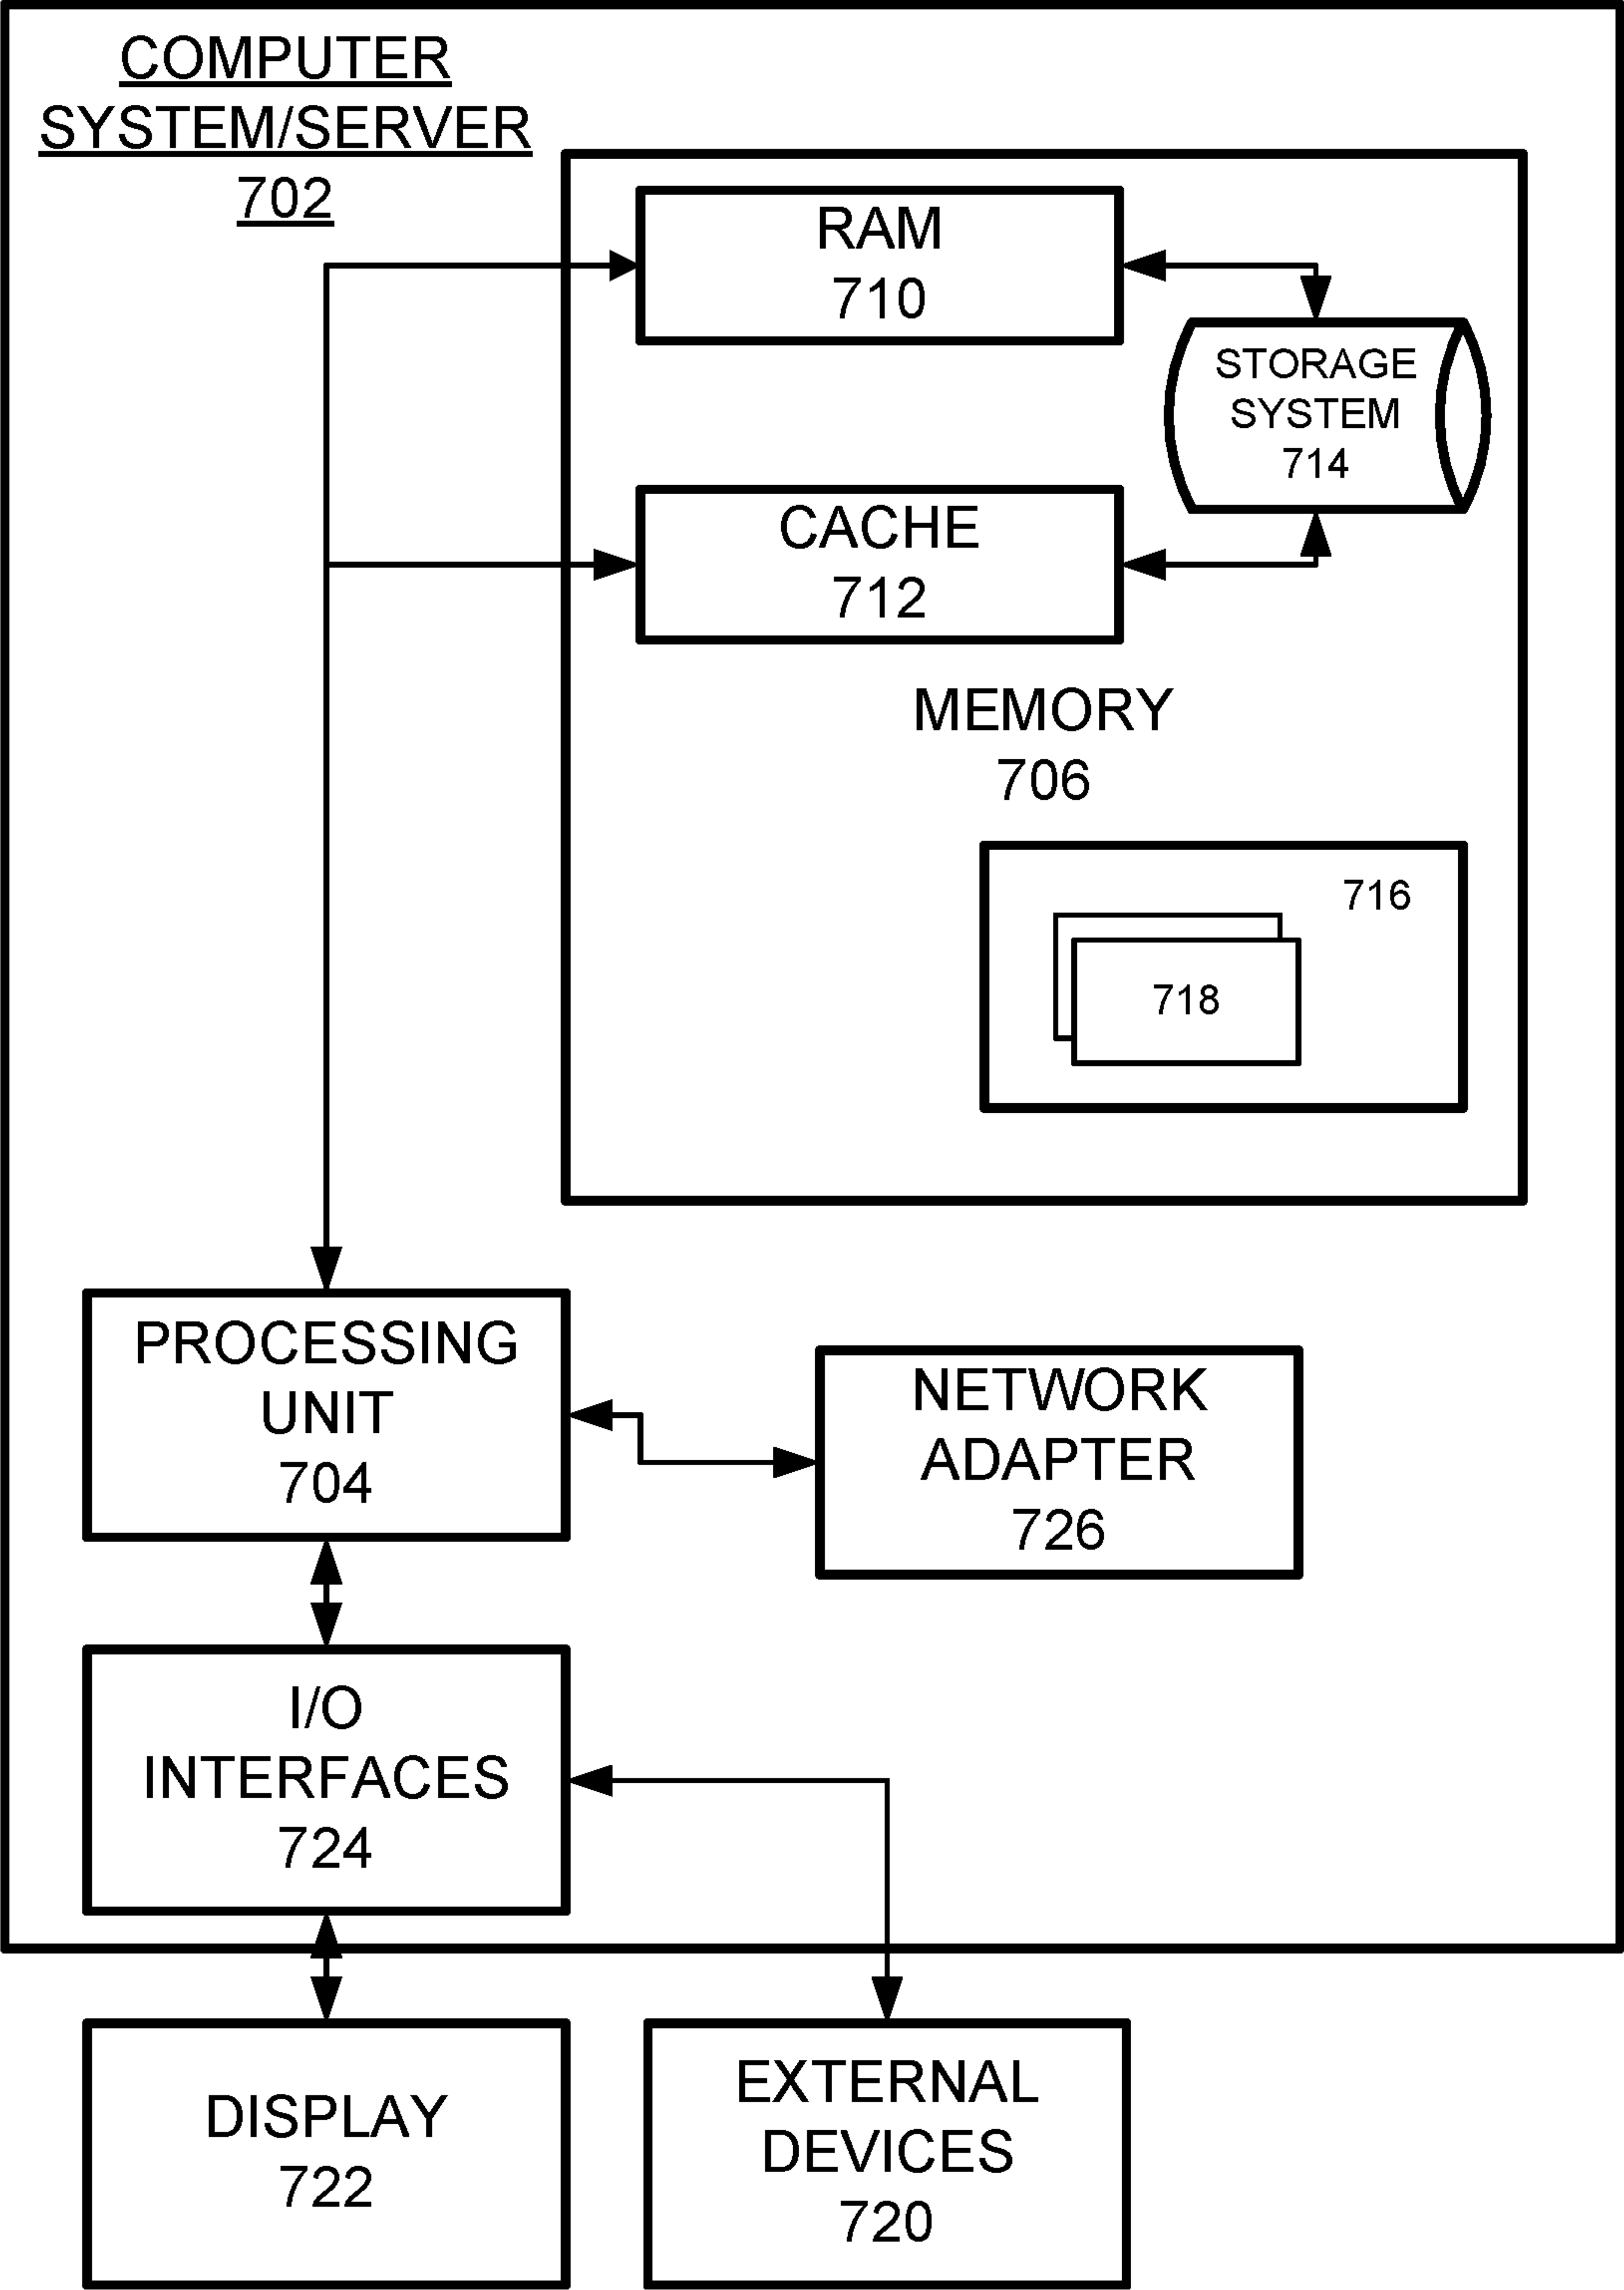 COMPUTER
SYSTEM/SERVER
702
RAM
710
STORAGE
SYSTEM
714
CACHE
712
MEMORY
706
716
718
PROCESSING
UNIT
704
NETWORK
ADAPTER
726
I/O
INTERFACES
724
DISPLAY
722
EXTERNAL
DEVICES
720